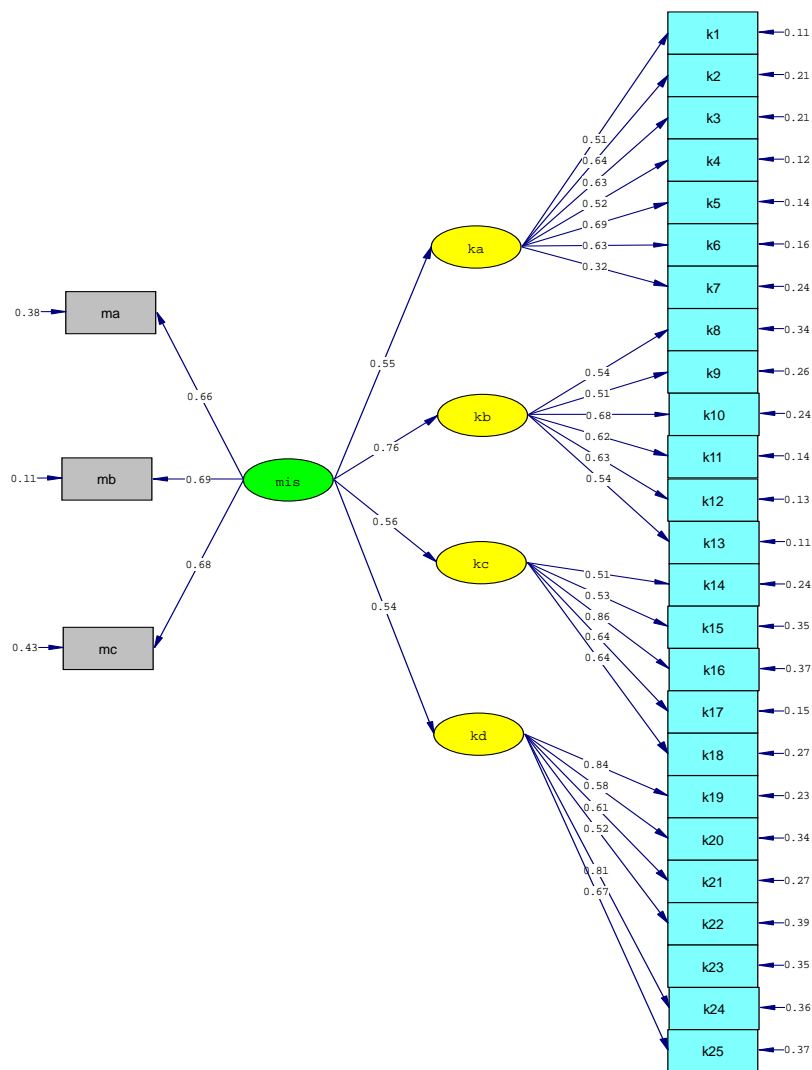 k1
0.11
k2
0.21
k3
0.21
k4
0.12
k5
0.14
k6
0.16
k7
0.24
k8
0.34
k9
0.26
k10
0.24
k11
0.14
k12
0.13
k13
0.11
k14
0.24
k15
0.35
k16
0.37
k17
0.15
k18
0.27
k19
0.23
k20
0.34
k21
0.27
k22
0.39
k23
0.35
k24
0.36
k25
0.37
0.51
0.64
0.63
0.52
0.69
0.63
0.32
ka
0.54
0.51
0.68
0.62
0.63
0.54
kb
0.51
0.53
0.86
0.64
0.64
kc
0.84
0.58
0.61
0.52
0.81
0.67
kd
0.55
0.76
0.56
0.54
mis
0.66
0.69
0.68
0.38
ma
0.11
mb
0.43
mc